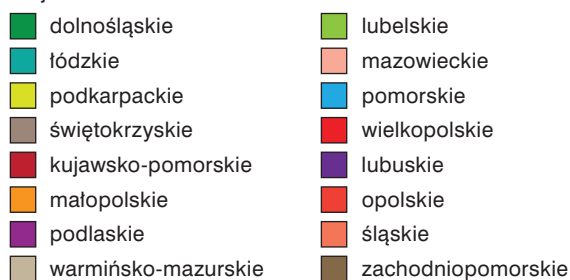 dolnośląskie
łódzkie
podkarpackie
świętokrzyskie
kujawsko-pomorskie
małopolskie
podlaskie
warmińsko-mazurskie
lubelskie
mazowieckie
pomorskie
wielkopolskie
lubuskie
opolskie
śląskie
zachodniopomorskie